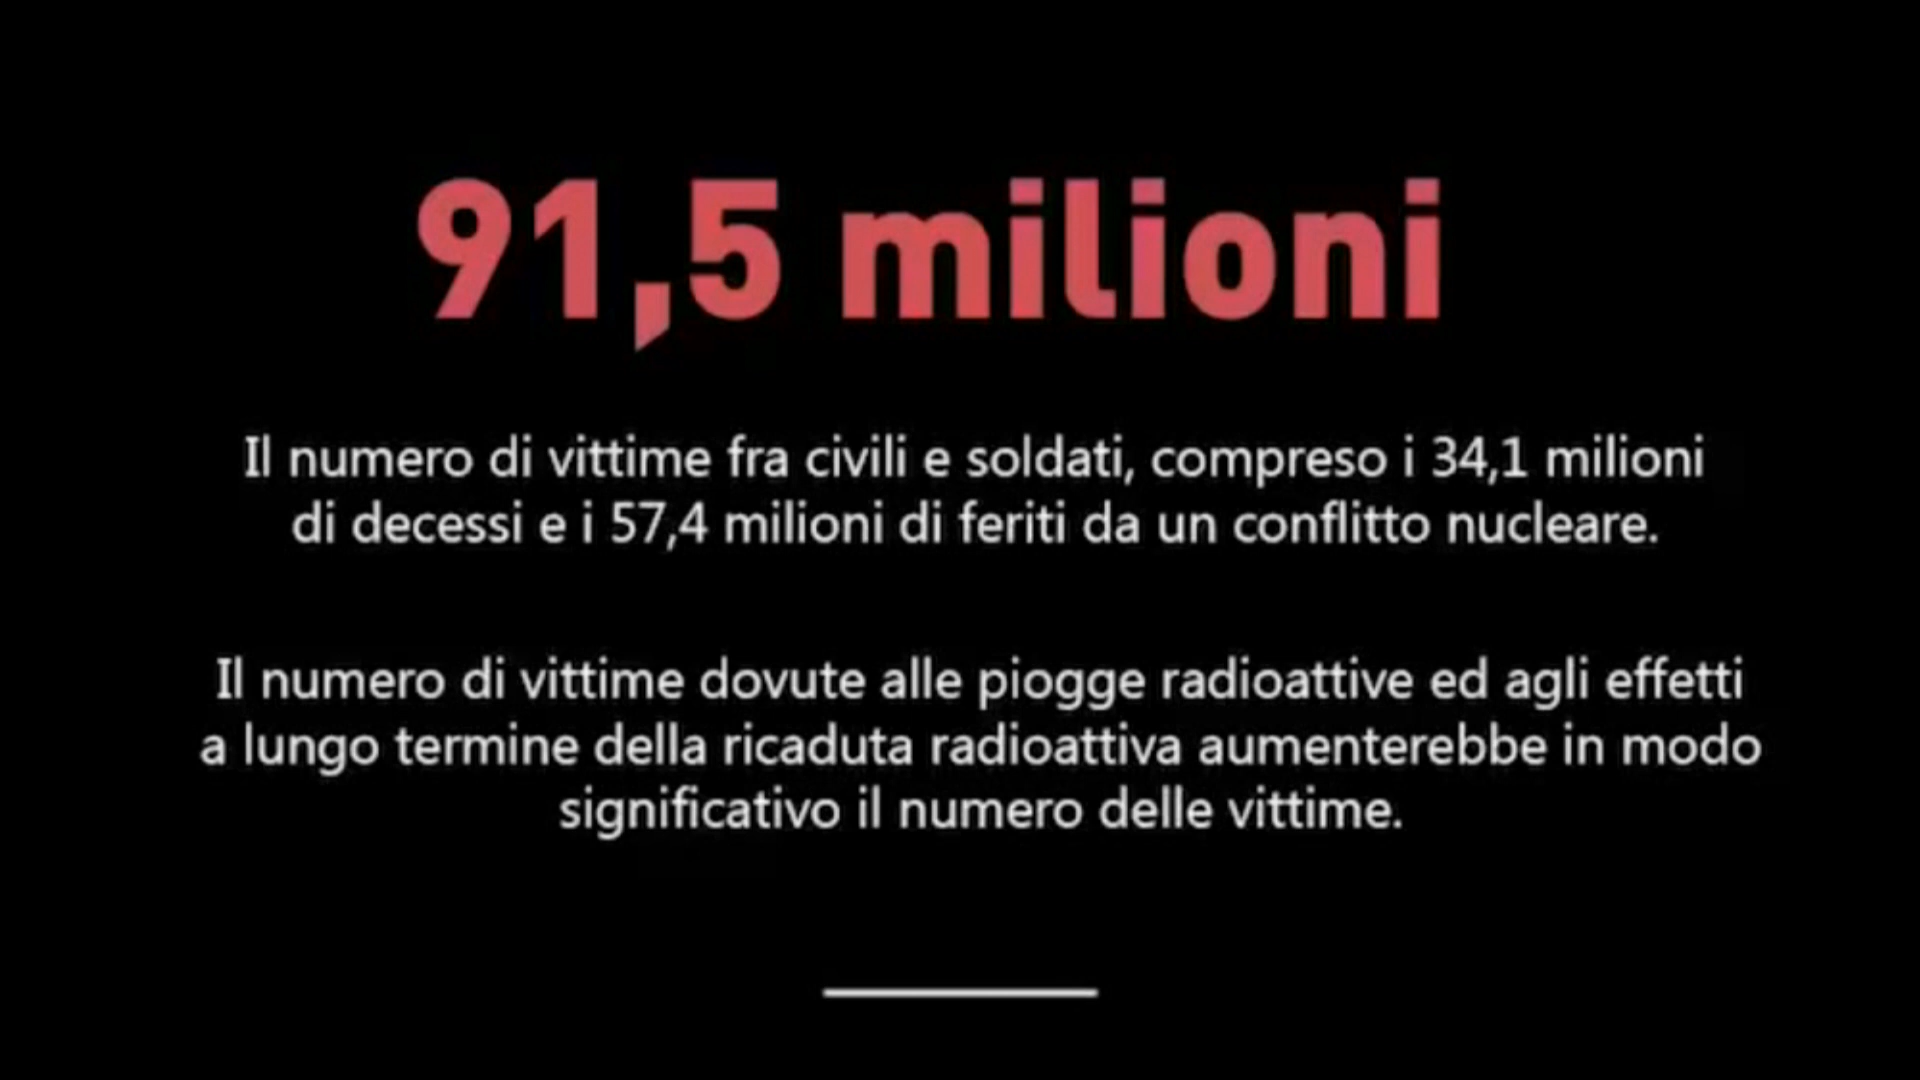 91,5 milioni
Il numero di vittime fra civili e soldati, compreso i 34,1 milioni
di decessi e i 57,4 milioni di feriti da un conflitto nucleare.
Il numero di vittime dovute alle piogge radioattive ed agli effetti
a lungo termine della ricaduta radioattiva aumenterebbe in modo
significativo il numero delle vittime.